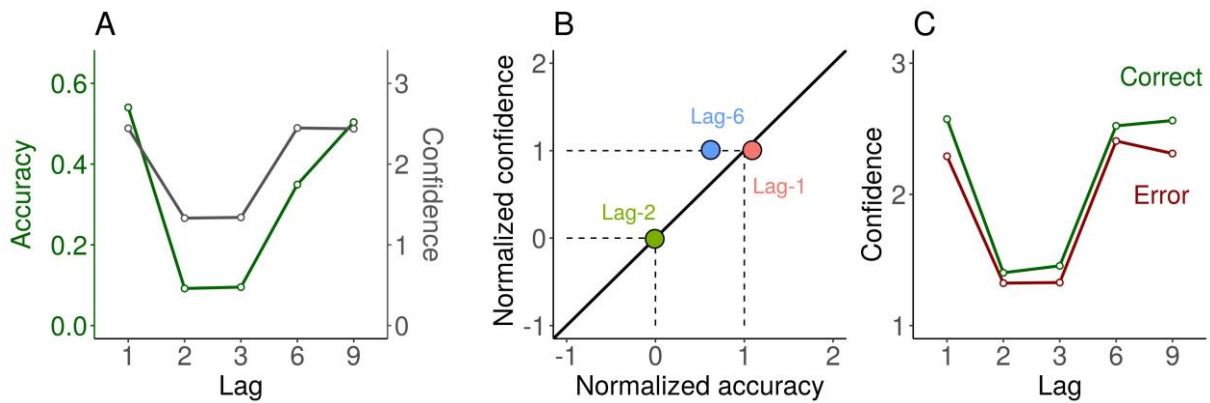 A
Accuracy
0.6
0.4
0.2
0.0
3
2
1
0
Confidence
1
2
3
6
9
Lag
B
Normalized confidence
2
1
0
-1
Lag-6
Lag-1
Lag-2
-1
0
1
2
Normalized accuracy
C
Confidence
3
2
1
Correct
Error
1
2
3
6
9
Lag